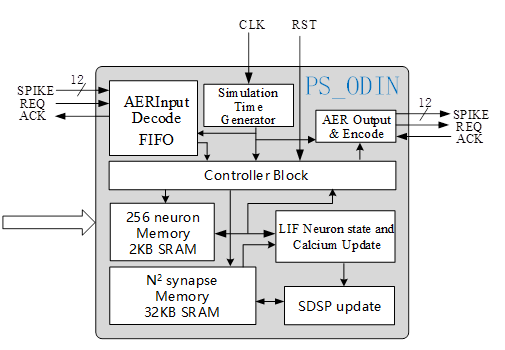 CLK
RST
PS_ODIN
12
SPIKE
REQ
ACK
AERInput
Decode
FIFO
Simulation
Time
Generator
AER Output
& Encode
12
SPIKE
REQ
ACK
Controller Block
256 neuron
Memory
2KB SRAM
LIF Neuron state and
Calcium Update
N² synapse
Memory
32KB SRAM
SDSP update